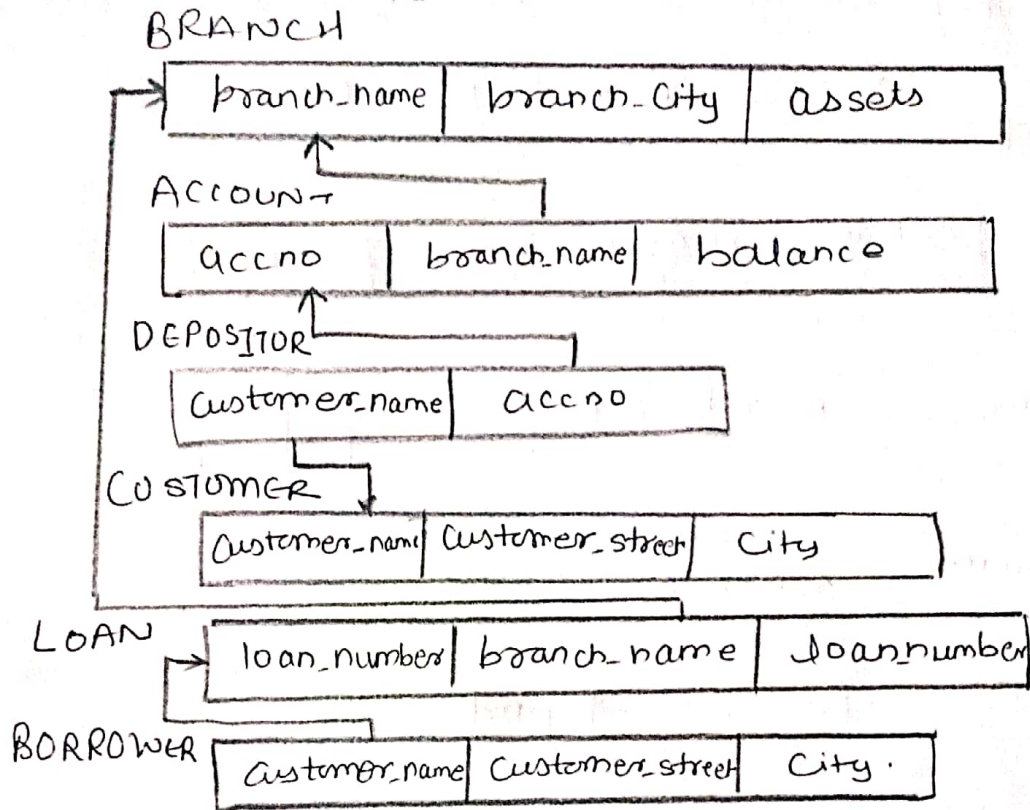 BRANCH
branch_name branch_City assets
ACCOUNT
accno branch_name balance
DEPOSITOR
Customer_name accno
CUSTOMER
Customer_name Customer_street City
LOAN
loan_number branch_name loan_number
BORROWER
Customer_name Customer_street City.